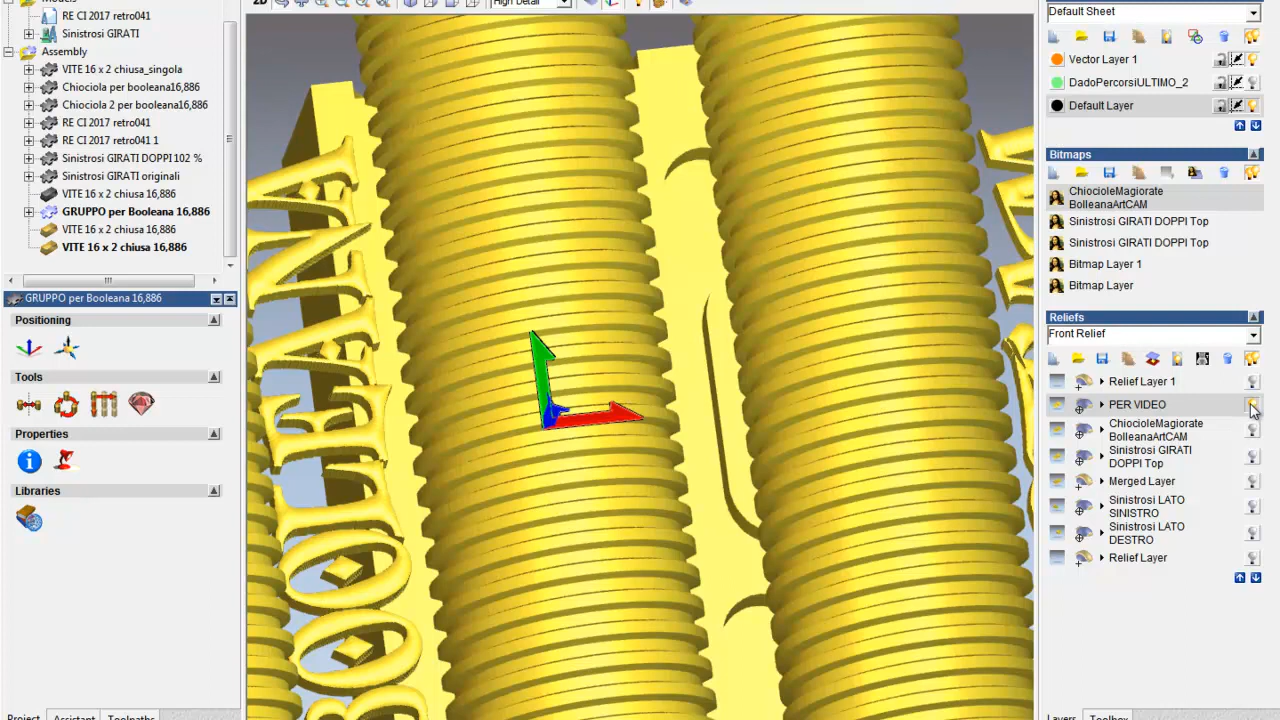 Models
RE CI 2017 retro041
Sinistrosi GIRATI
Assembly
VITE 16 x 2 chiusa_singola
Chiociola per booleana16,886
Chiociola 2 per booleana16,886
RE CI 2017 retro041
RE CI 2017 retro041 1
Sinistrosi GIRATI DOPPI 102 %
Sinistrosi GIRATI originali
VITE 16 x 2 chiusa 16,886
GRUPPO per Booleana 16,886
VITE 16 x 2 chiusa 16,886
VITE 16 x 2 chiusa 16,886
GRUPPO per Booleana 16,886
Positioning
Tools
Properties
Libraries
Project
Assistant
Toolpaths
2D
High Detail
BOOLEANA
Default Sheet
Vector Layer 1
DadoPercorsiULTIMO_2
Default Layer
Bitmaps
ChiocioleMagiorate
BolleanaArtCAM
Sinistrosi GIRATI DOPPI Top
Sinistrosi GIRATI DOPPI Top
Bitmap Layer 1
Bitmap Layer
Reliefs
Front Relief
Relief Layer 1
PER VIDEO
ChiocioleMagiorate
BolleanaArtCAM
Sinistrosi GIRATI
DOPPI Top
Merged Layer
Sinistrosi LATO
SINISTRO
Sinistrosi LATO
DESTRO
Relief Layer
Layers
Toolbox